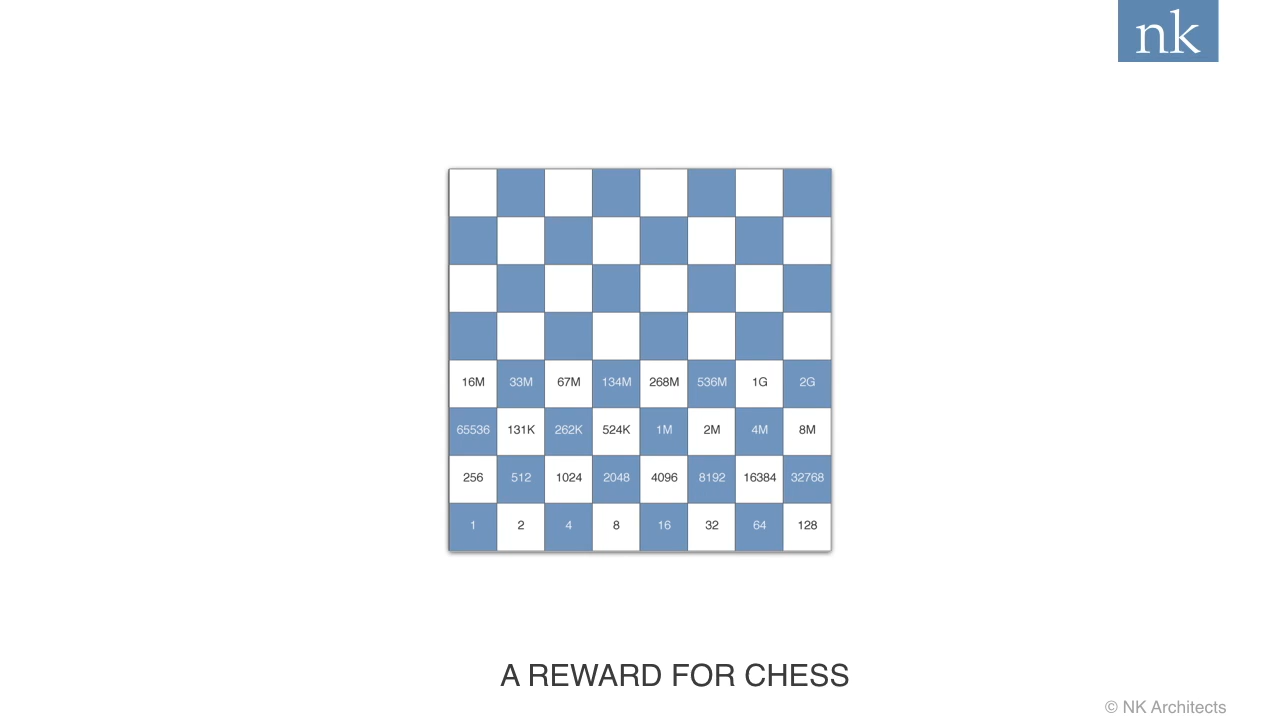 nk
16M 33M 67M 134M 268M 536M 1G 2G
65536 131K 262K 524K 1M 2M 4M 8M
256 512 1024 2048 4096 8192 16384 32768
1 2 4 8 16 32 64 128
A REWARD FOR CHESS
© NK Architects